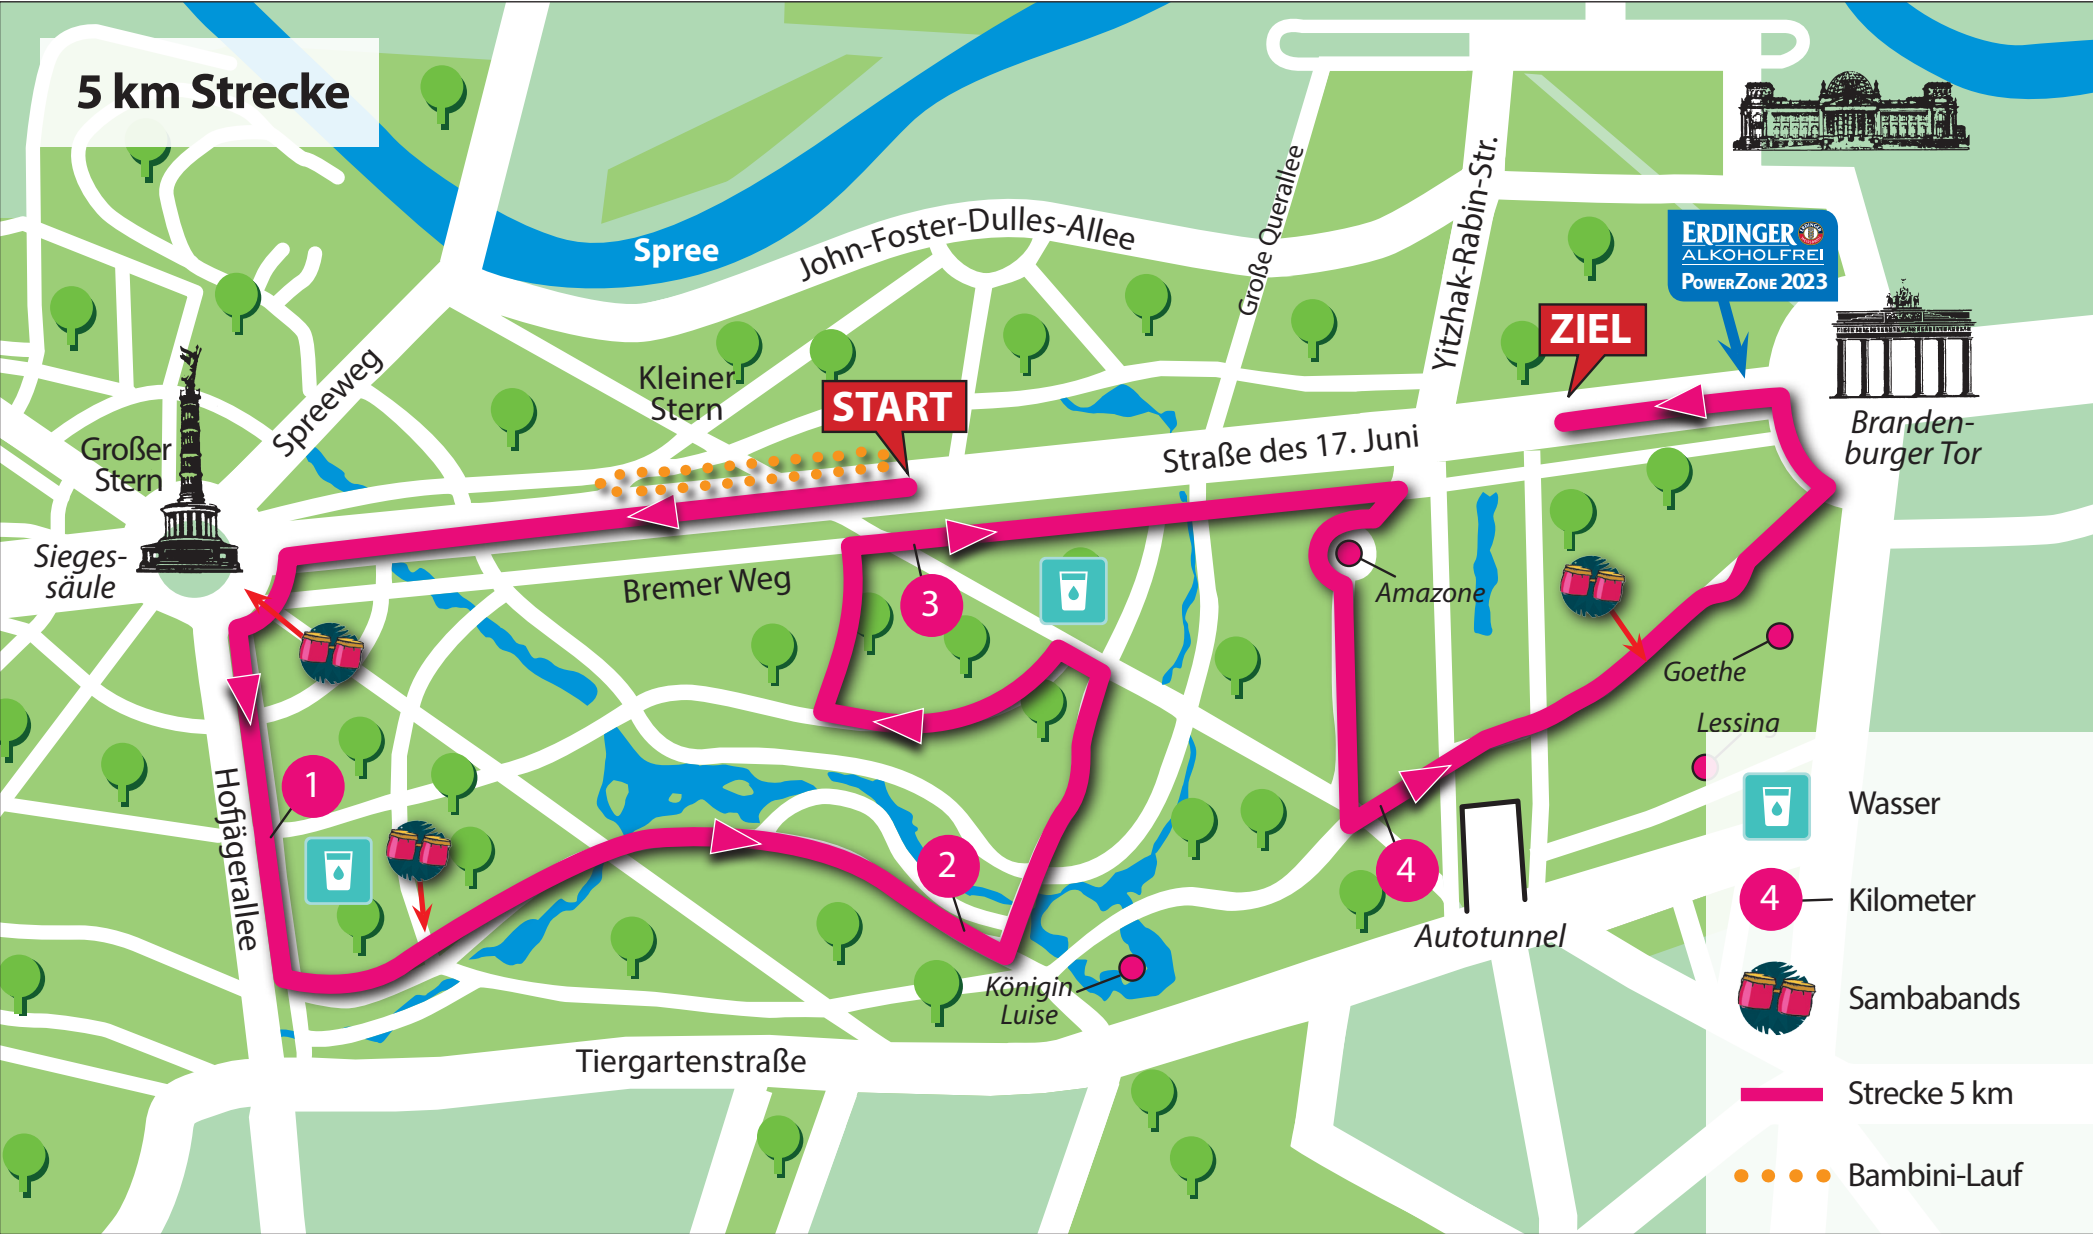 5 km Strecke
Spree
John-Foster-Dulles-Allee
Große Querallee
Yitzhak-Rabin-Str.
ERDINGER
ALKOHOLFREI
POWERZONE 2023
ZIEL
Kleiner
Stern
START
Spreeweg
Großer
Stern
Straße des 17. Juni
Branden-
burger Tor
Sieges-
säule
Bremer Weg
3
Amazone
Goethe
Lessing
Hofjägerallee
1
2
4
Autotunnel
Königin
Luise
Tiergartenstraße
Wasser
4
Kilometer
Sambabands
Strecke 5 km
Bambini-Lauf